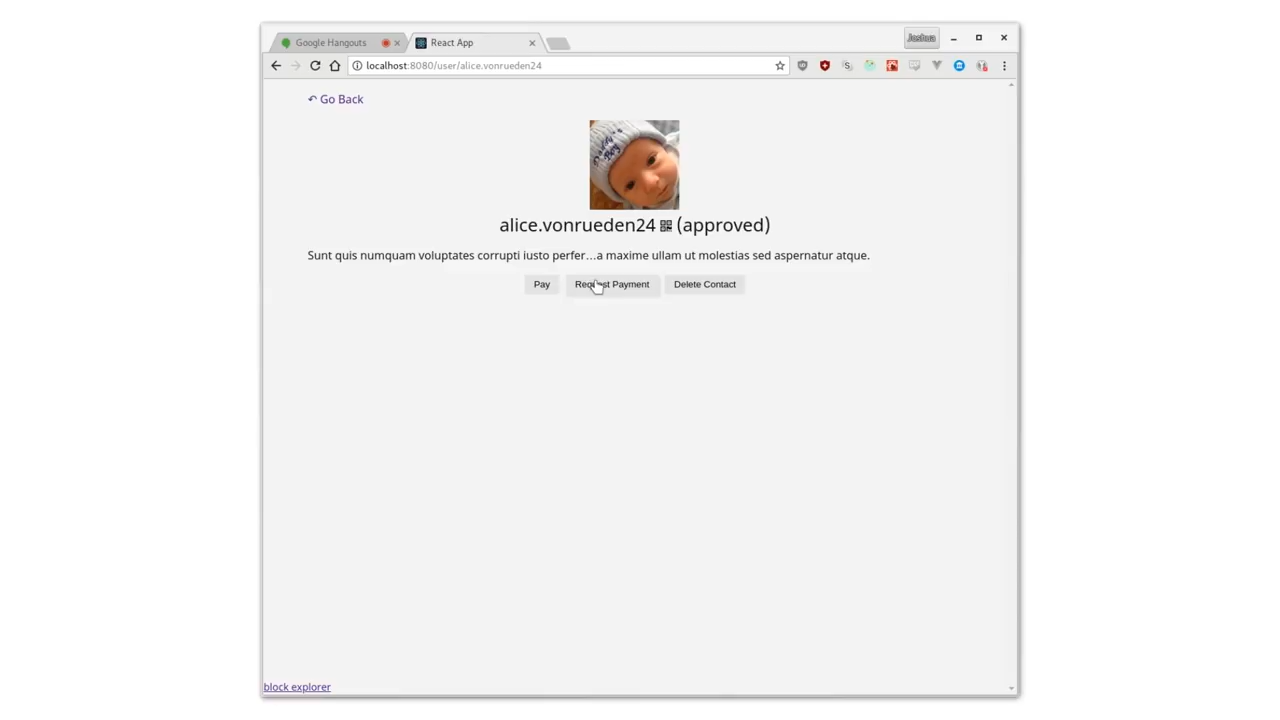 Google Hangouts
React App
Joshua
localhost:8080/user/alice.vonrueden24
↶ Go Back
alice.vonrueden24 (approved)
Sunt quis numquam voluptates corrupti iusto perfer…a maxime ullam ut molestias sed aspernatur atque.
Pay Request Payment Delete Contact
block explorer